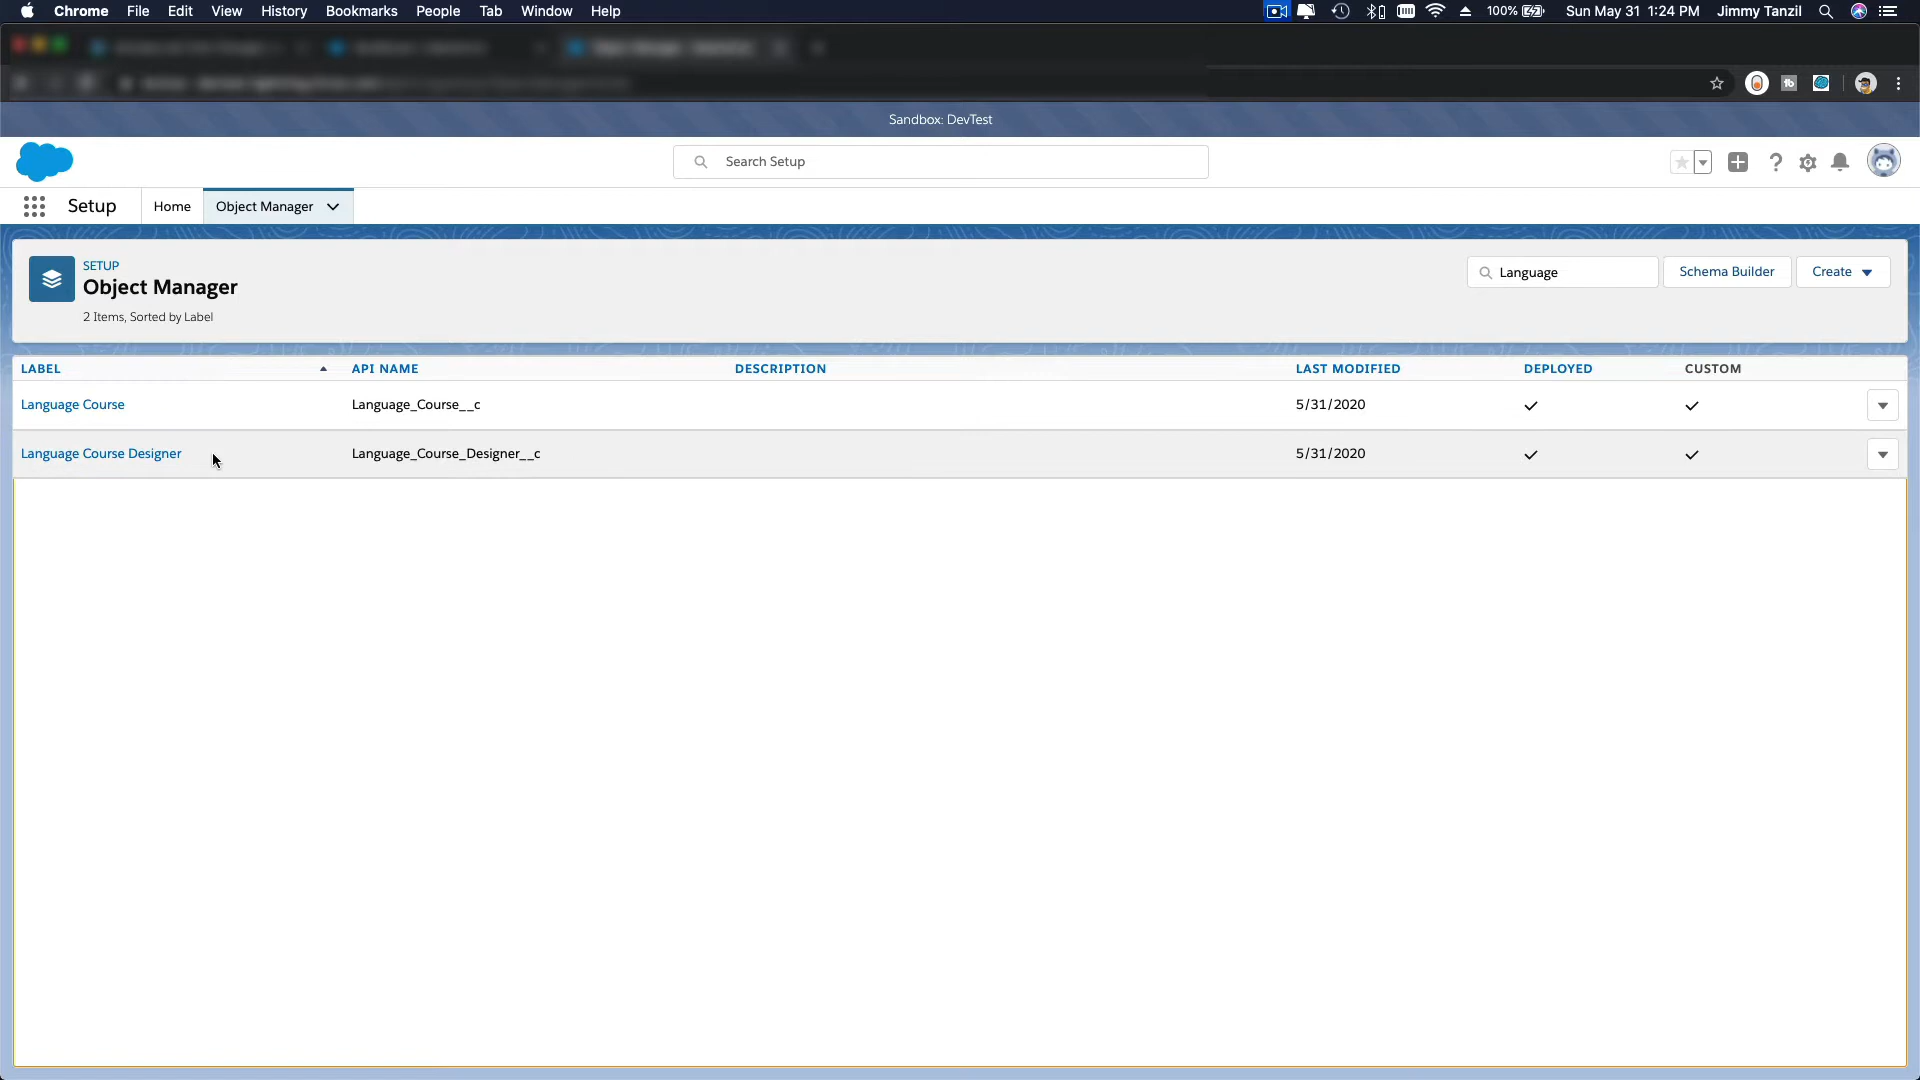 Chrome File Edit View History Bookmarks People Tab Window Help 100% Sun May 31 1:24 PM Jimmy Tanzil
Sandbox: DevTest
Search Setup
Setup Home Object Manager
SETUP
Object Manager
2 Items, Sorted by Label
Language Schema Builder Create
LABEL API NAME DESCRIPTION LAST MODIFIED DEPLOYED CUSTOM
Language Course Language_Course__c 5/31/2020
Language Course Designer Language_Course_Designer__c 5/31/2020